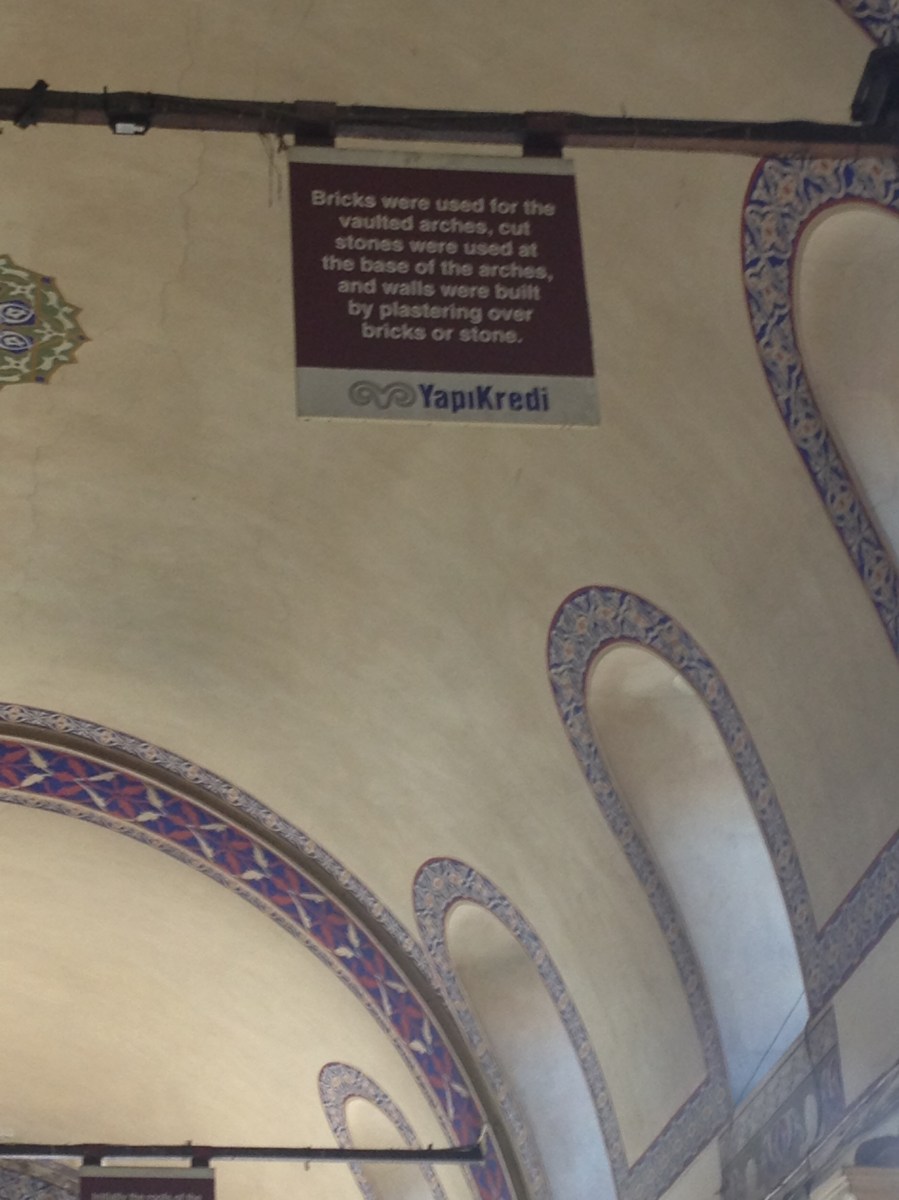 Bricks were used for the
vaulted arches, cut
stones were used at
the base of the arches,
and walls were built
by plastering over
bricks or stone.
YapıKredi